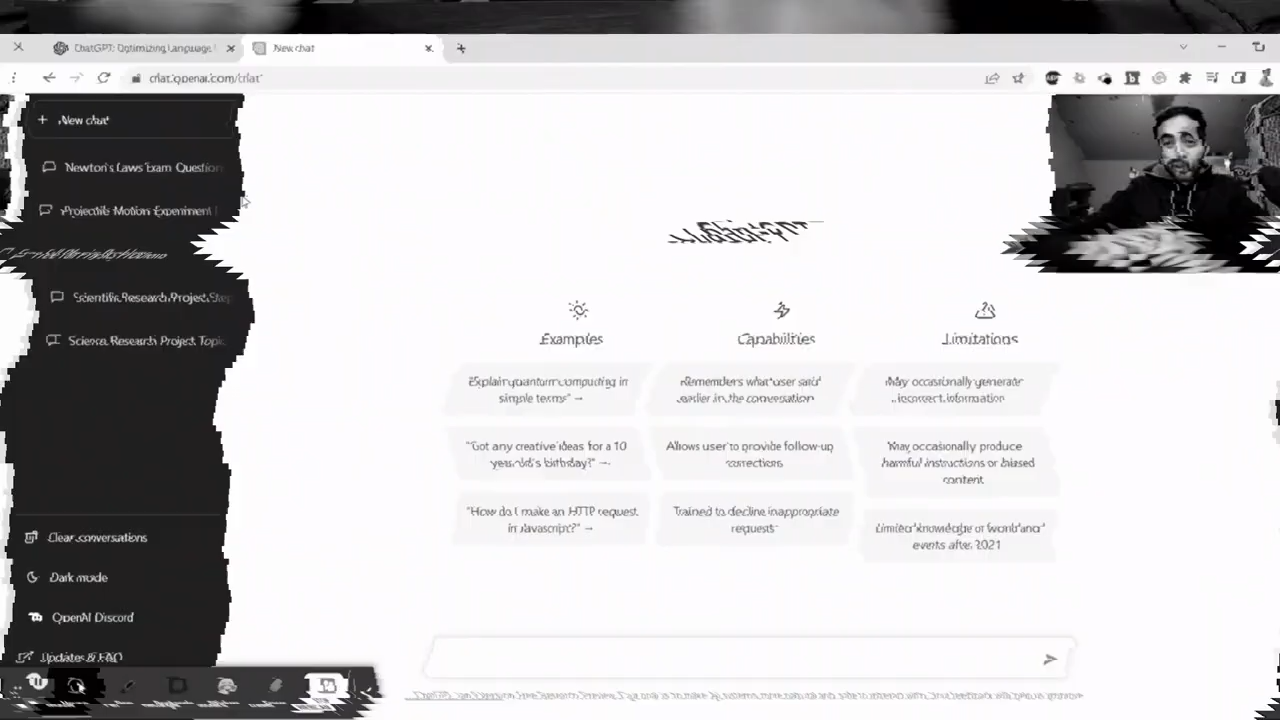 ChatGPT: Optimizing Language
New chat
chat.openai.com/chat
New chat
Newton's Laws Exam Question
Projectile Motion Experiment
Scientific Research Project Step
Science Research Project Topic
ChatGPT
Examples
Capabilities
Limitations
"Explain quantum computing in
simple terms" →
Remembers what user said
earlier in the conversation
May occasionally generate
incorrect information
"Got any creative ideas for a 10
year old's birthday?" →
Allows user to provide follow-up
corrections
May occasionally produce
harmful instructions or biased
content
"How do I make an HTTP request
in Javascript?" →
Trained to decline inappropriate
requests
Limited knowledge of world and
events after 2021
Clear conversations
Dark mode
OpenAI Discord
Updates & FAQ